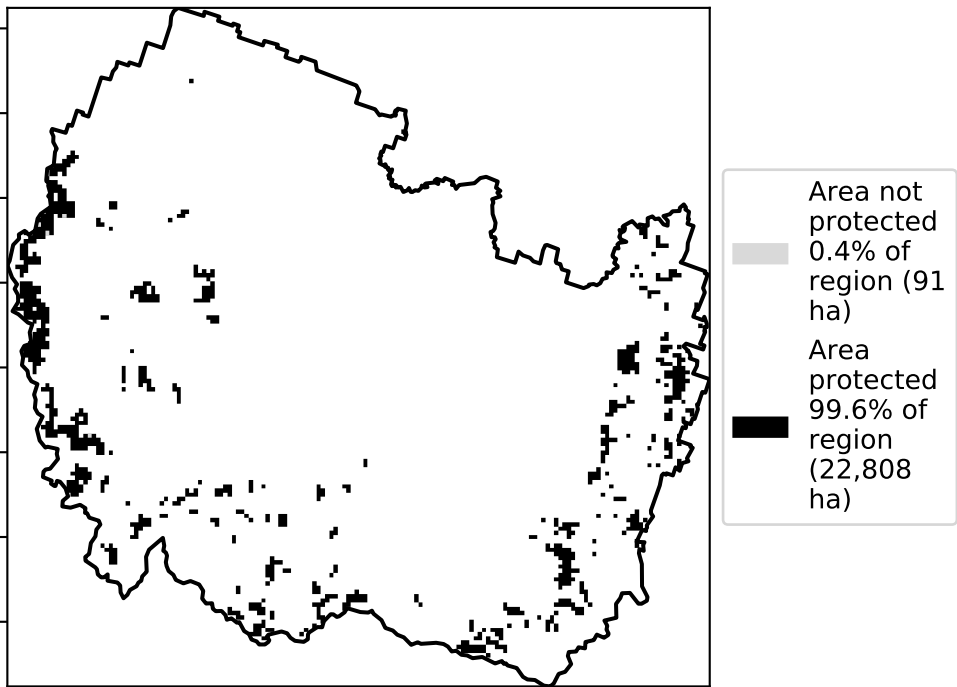 Area not
protected
0.4% of
region (91
ha)
Area
protected
99.6% of
region
(22,808
ha)